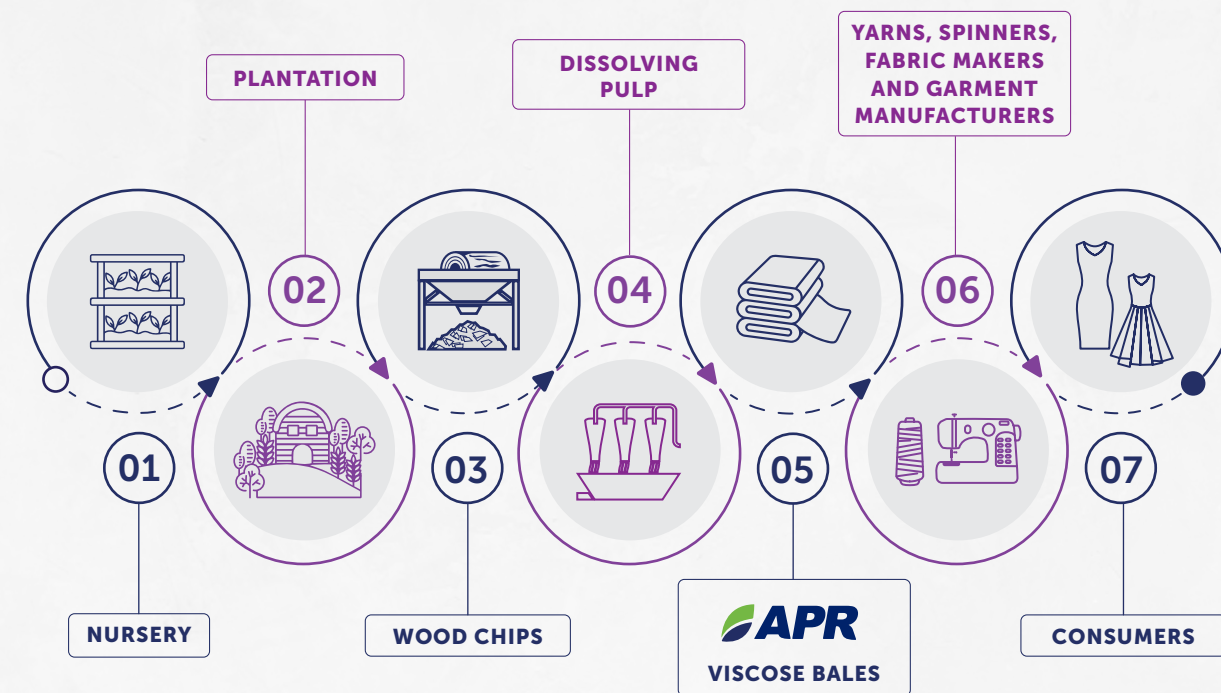 PLANTATION
DISSOLVING
PULP
YARNS, SPINNERS,
FABRIC MAKERS
AND GARMENT
MANUFACTURERS
02
04
06
01
03
05
07
NURSERY
WOOD CHIPS
APR
VISCOSE BALES
CONSUMERS